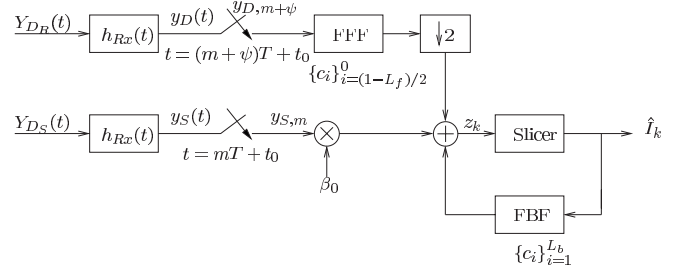 Y_{D_R}(t)
h_{Rx}(t)
y_D(t)
y_{D,m+ψ}
t = (m + ψ)T + t_0
FFF
{c_i}^0_{i=(1−L_f)/2}
↓2
Y_{D_S}(t)
h_{Rx}(t)
y_S(t)
t = mT + t_0
y_{S,m}
×
β_0
+
z_k
Slicer
Î_k
FBF
{c_i}^{L_b}_{i=1}